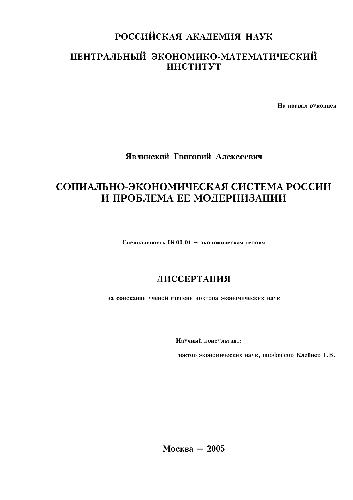 РОССИЙСКАЯ АКАДЕМИЯ НАУК
ЦЕНТРАЛЬНЫЙ ЭКОНОМИКО-МАТЕМАТИЧЕСКИЙ
ИНСТИТУТ
На правах рукописи
Явлинский Григорий Алексеевич
СОЦИАЛЬНО-ЭКОНОМИЧЕСКАЯ СИСТЕМА РОССИИ
И ПРОБЛЕМА ЕЕ МОДЕРНИЗАЦИИ
Специальность 08.00.01 – экономическая теория
ДИССЕРТАЦИЯ
на соискание ученой степени доктора экономических наук
Научный консультант:
доктор экономических наук, профессор Клейнер Г.Б.
Москва – 2005